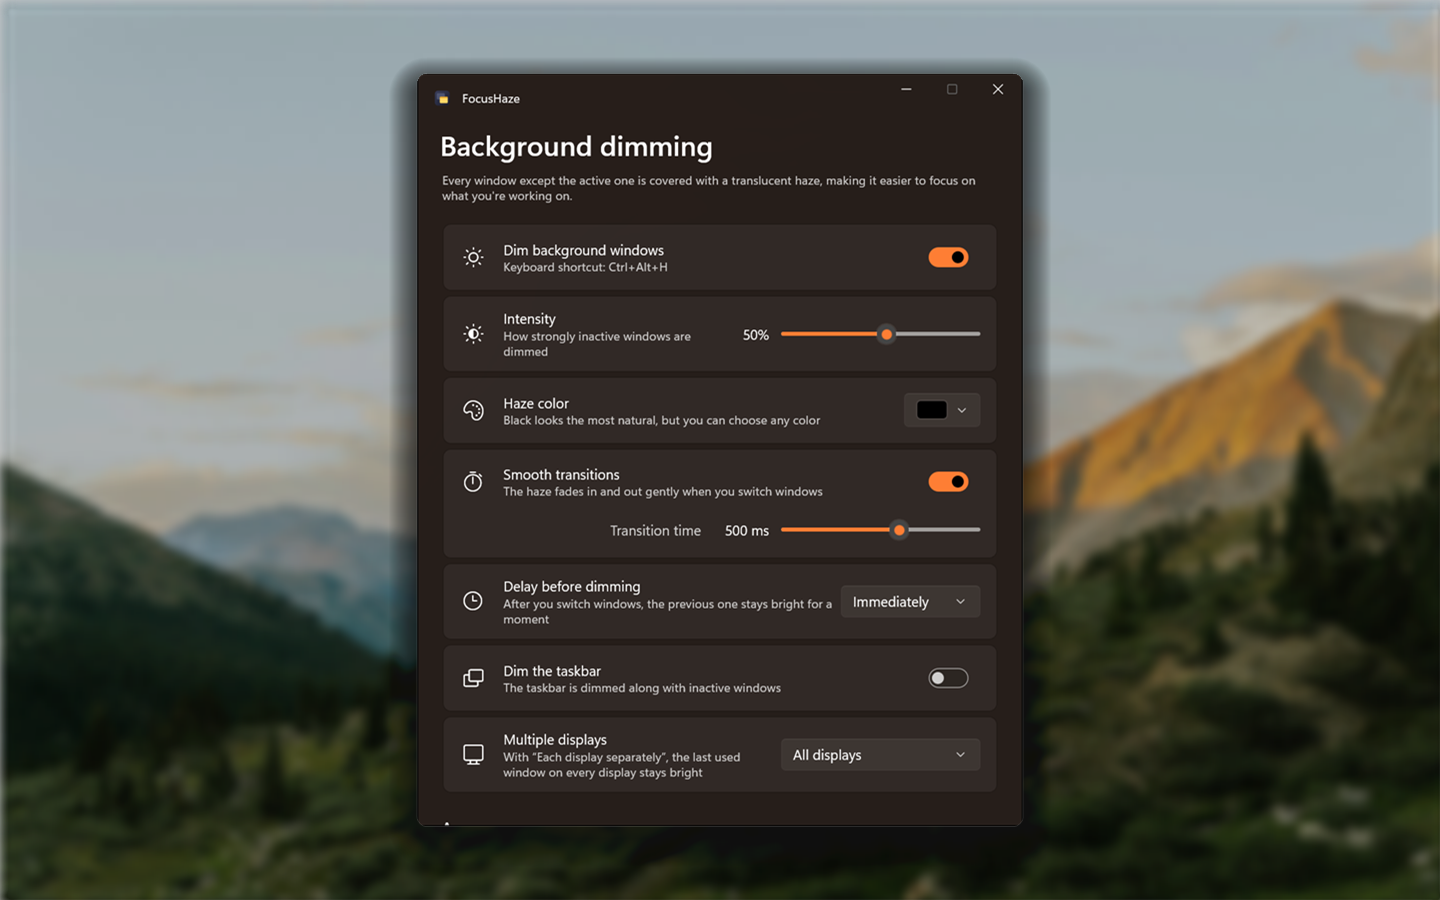 FocusHaze
Background dimming
Every window except the active one is covered with a translucent haze, making it easier to focus on
what you're working on.
Dim background windows
Keyboard shortcut: Ctrl+Alt+H
Intensity
How strongly inactive windows are
dimmed
50%
Haze color
Black looks the most natural, but you can choose any color
Smooth transitions
The haze fades in and out gently when you switch windows
Transition time 500 ms
Delay before dimming
After you switch windows, the previous one stays bright for a
moment
Immediately
Dim the taskbar
The taskbar is dimmed along with inactive windows
Multiple displays
With “Each display separately”, the last used
window on every display stays bright
All displays